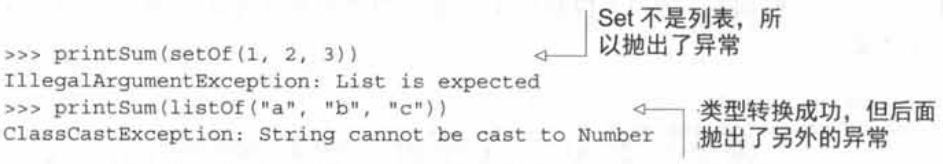 Set 不是列表，所
以抛出了异常
>>> printSum(setOf(1, 2, 3))
IllegalArgumentException: List is expected
>>> printSum(listOf("a", "b", "c"))
类型转换成功，但后面
抛出了另外的异常
ClassCastException: String cannot be cast to Number